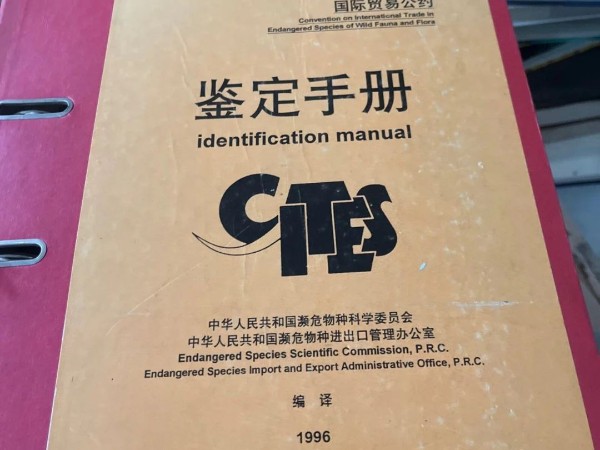 国际贸易公约
Convention on International Trade in
Endangered Species of Wild Fauna and Flora
鉴定手册
identification manual
CITES
中华人民共和国濒危物种科学委员会
中华人民共和国濒危物种进出口管理办公室
Endangered Species Scientific Commission, P.R.C.
Endangered Species Import and Export Administrative Office, P.R.C.
编 译
1996